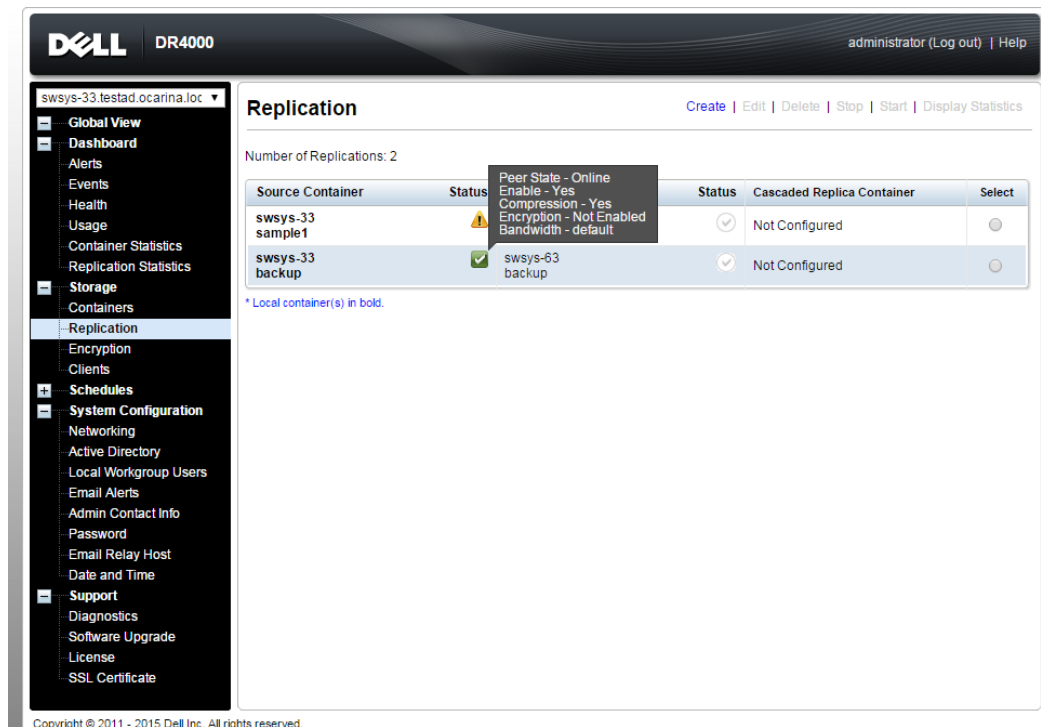 DELL DR4000
administrator (Log out) | Help
swsys-33.testad.ocarina.loc
Global View
Dashboard
Alerts
Events
Health
Usage
Container Statistics
Replication Statistics
Storage
Containers
Replication
Encryption
Clients
Schedules
System Configuration
Networking
Active Directory
Local Workgroup Users
Email Alerts
Admin Contact Info
Password
Email Relay Host
Date and Time
Support
Diagnostics
Software Upgrade
License
SSL Certificate
Replication
Create | Edit | Delete | Stop | Start | Display Statistics
Number of Replications: 2
Peer State - Online
Enable - Yes
Compression - Yes
Encryption - Not Enabled
Bandwidth - default
Source Container Status Status Cascaded Replica Container Select
swsys-33
sample1
Not Configured
swsys-33
backup
swsys-63
backup
Not Configured
* Local container(s) in bold.
Copyright © 2011 - 2015 Dell Inc. All rights reserved.